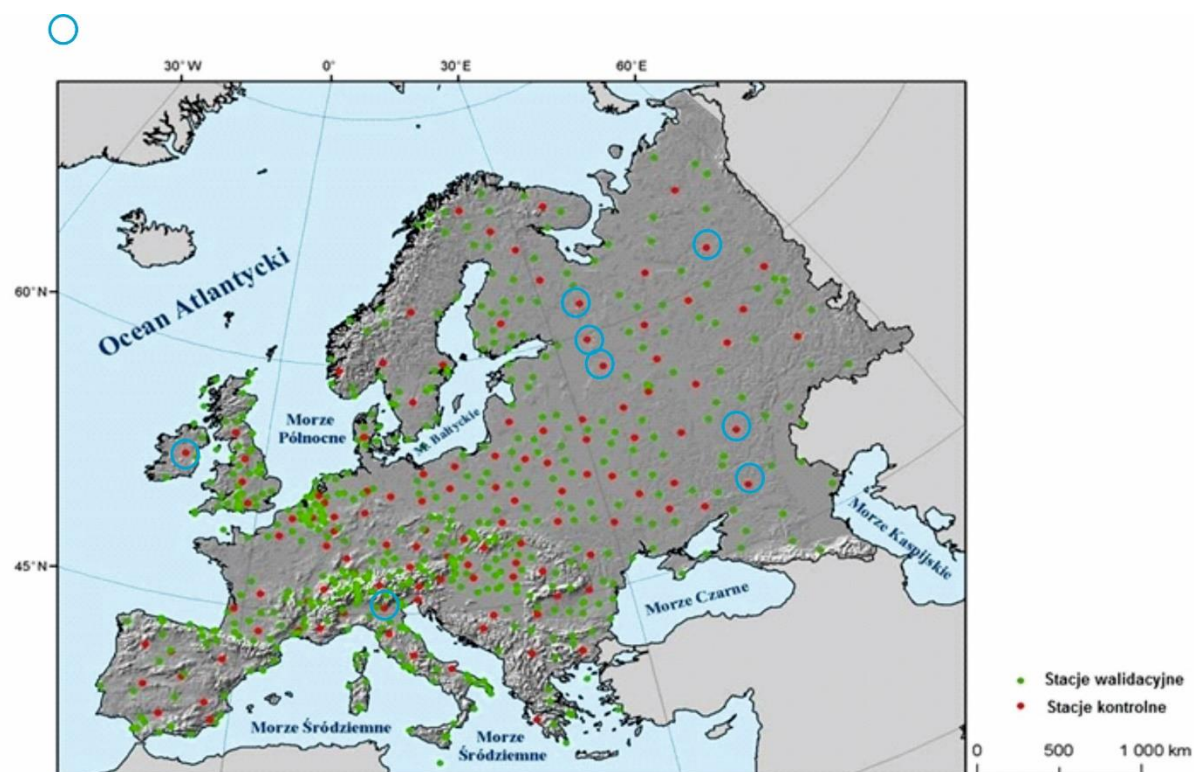 30°W 0° 30°E 60°E
60°N
Ocean Atlantycki
Morze
Północne
M. Bałtyckie
45°N
Morze Kaspijskie
Morze Czarne
Morze Śródziemne
Morze
Śródziemne
Stacje walidacyjne
Stacje kontrolne
0 500 1 000 km